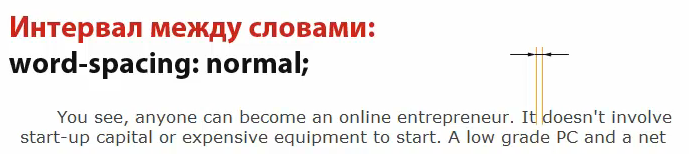 Интервал между словами:
word-spacing: normal;
You see, anyone can become an online entrepreneur. It doesn't involve
start-up capital or expensive equipment to start. A low grade PC and a net